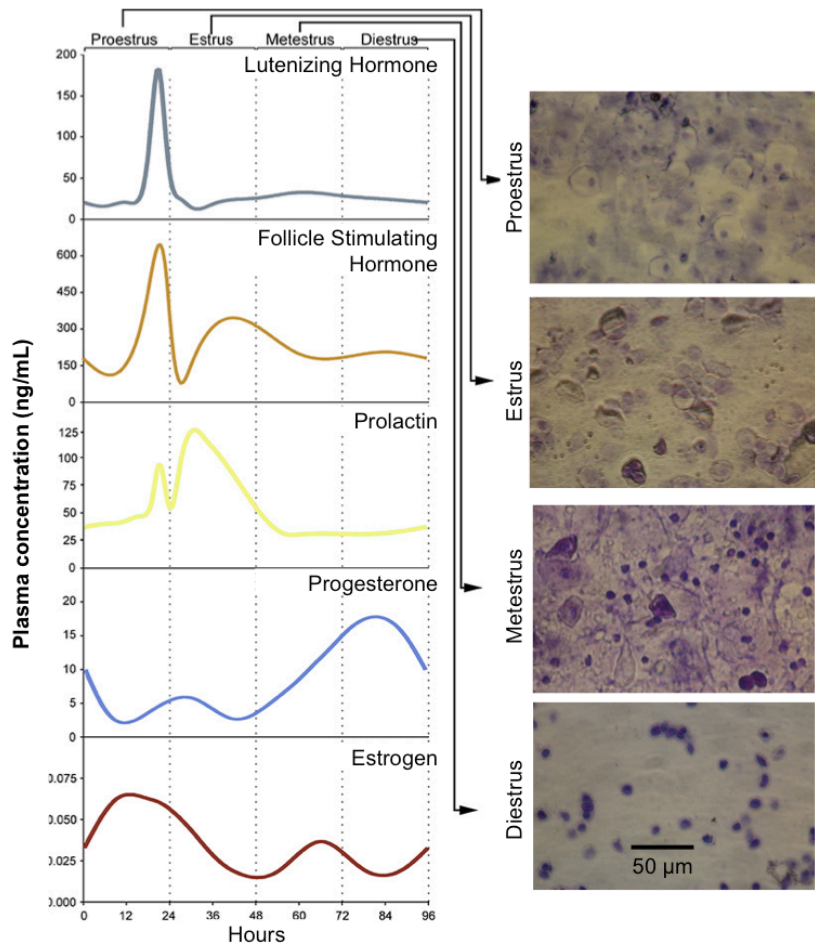 Proestrus Estrus Metestrus Diestrus
Lutenizing Hormone
200
150
100
50
0
Follicle Stimulating
Hormone
600
450
300
150
0
Prolactin
125
100
75
50
25
0
Progesterone
20
15
10
5
0
Estrogen
0.075
0.050
0.025
0.000
0 12 24 36 48 60 72 84 96
Hours
Plasma concentration (ng/mL)
Proestrus
Estrus
Metestrus
Diestrus
50 µm